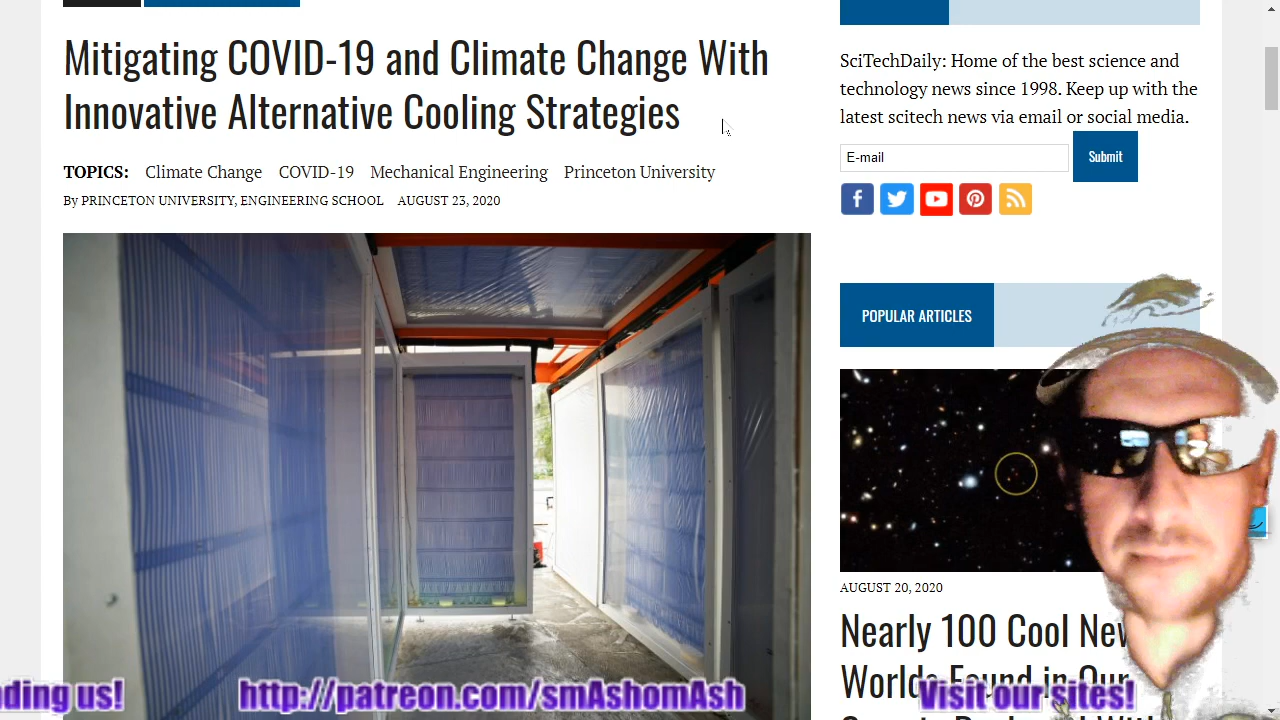 Mitigating COVID-19 and Climate Change With
Innovative Alternative Cooling Strategies
TOPICS: Climate Change COVID-19 Mechanical Engineering Princeton University
By PRINCETON UNIVERSITY, ENGINEERING SCHOOL AUGUST 23, 2020
SciTechDaily: Home of the best science and
technology news since 1998. Keep up with the
latest scitech news via email or social media.
E-mail
Submit
POPULAR ARTICLES
AUGUST 20, 2020
Nearly 100 Cool
Worlds Found in Our
us!
http://patreon.com/smAshomAsh
Visit our sites!